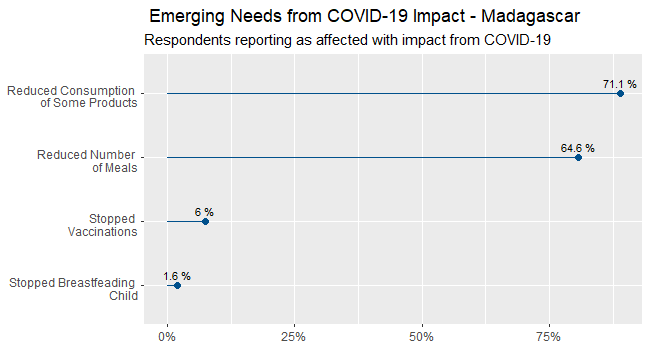 Emerging Needs from COVID-19 Impact - Madagascar
Respondents reporting as affected with impact from COVID-19
71.1 %
Reduced Consumption
of Some Products
64.6 %
Reduced Number
of Meals
6 %
Stopped
Vaccinations
1.6 %
Stopped Breastfeading
Child
0%
25%
50%
75%